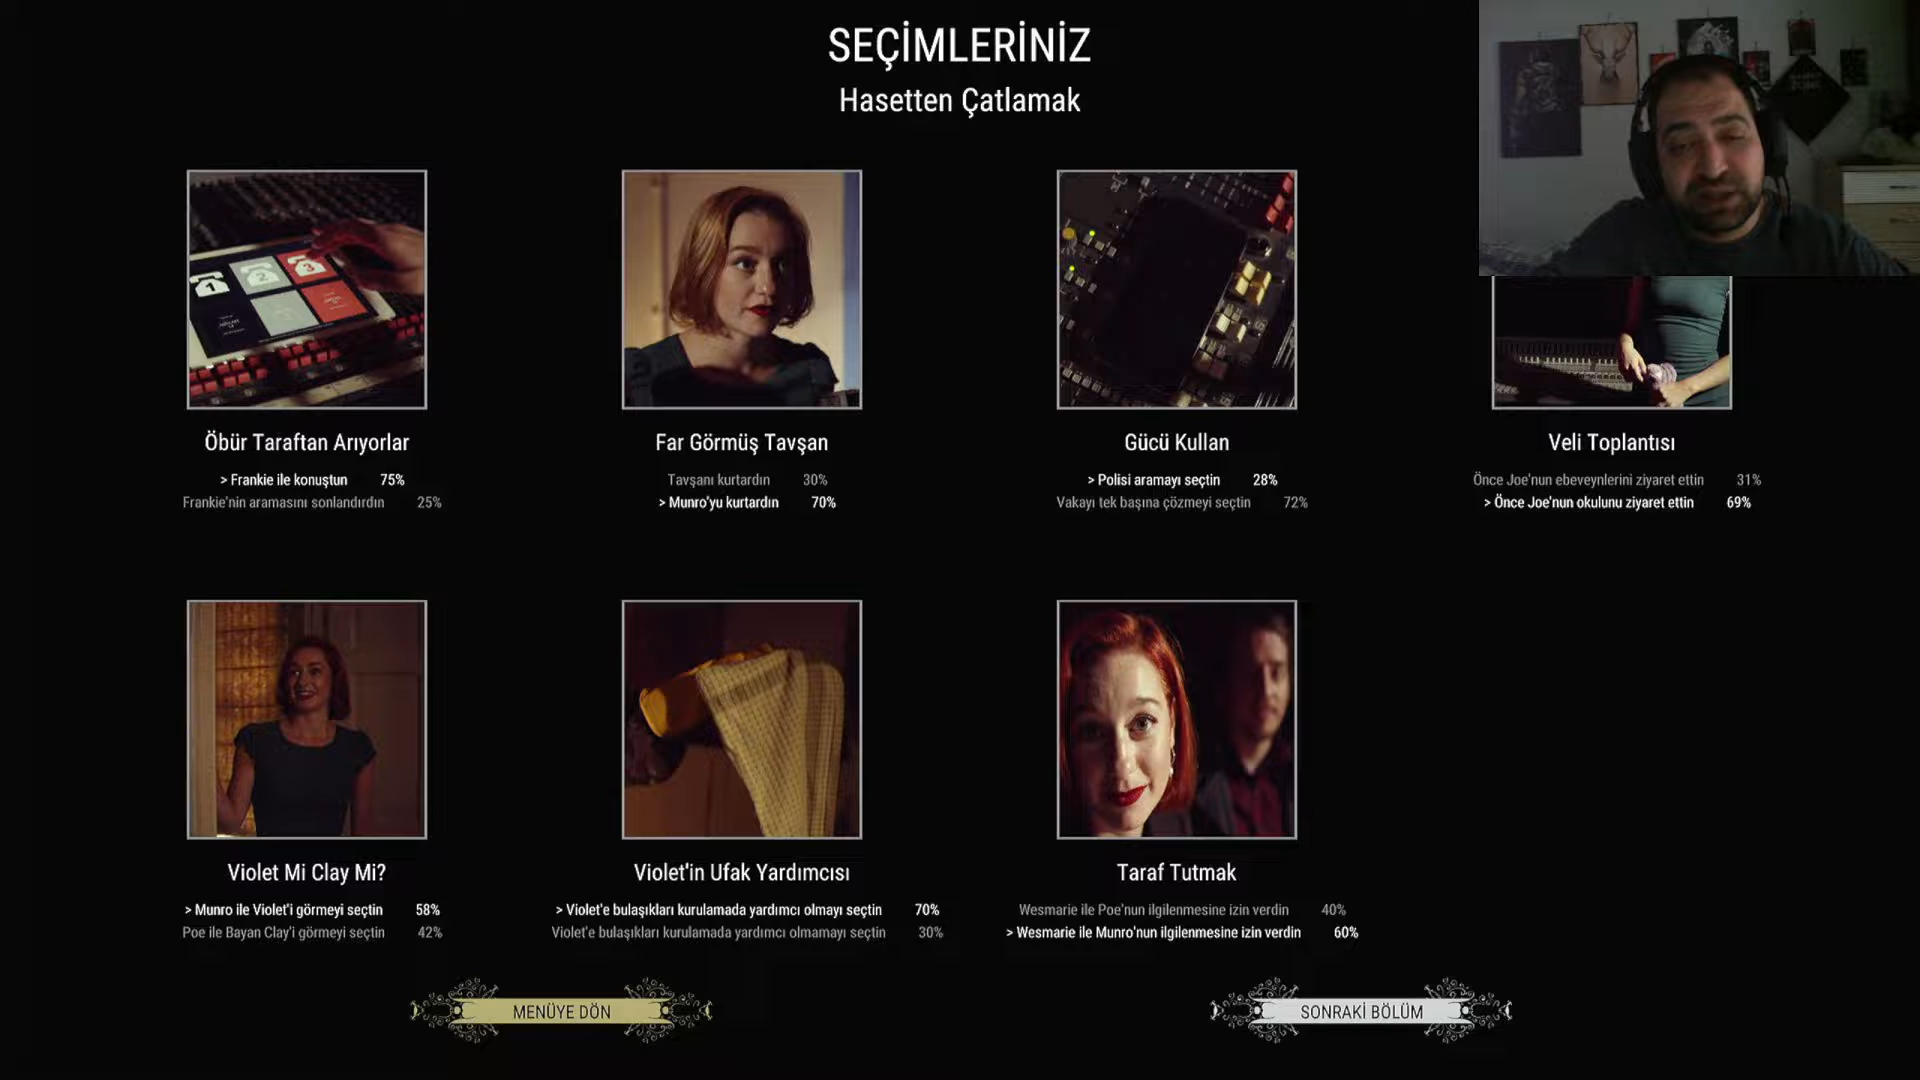 SEÇİMLERİNİZ
Hasetten Çatlamak
1 2 3
Öbür Taraftan Arıyorlar
> Frankie ile konuştun 75%
Frankie'nin aramasını sonlandırdın 25%
Far Görmüş Tavşan
Tavşanı kurtardın 30%
> Munro'yu kurtardın 70%
Gücü Kullan
> Polisi aramayı seçtin 28%
Vakayı tek başına çözmeyi seçtin 72%
Veli Toplantısı
Önce Joe'nun ebeveynlerini ziyaret ettin 31%
> Önce Joe'nun okulunu ziyaret ettin 69%
Violet Mi Clay Mi?
> Munro ile Violet'i görmeyi seçtin 58%
Poe ile Bayan Clay'i görmeyi seçtin 42%
Violet'in Ufak Yardımcısı
> Violet'e bulaşıkları kurulamada yardımcı olmayı seçtin 70%
Violet'e bulaşıkları kurulamada yardımcı olmamayı seçtin 30%
Taraf Tutmak
Wesmarie ile Poe'nun ilgilenmesine izin verdin 40%
> Wesmarie ile Munro'nun ilgilenmesine izin verdin 60%
MENÜYE DÖN
SONRAKİ BÖLÜM